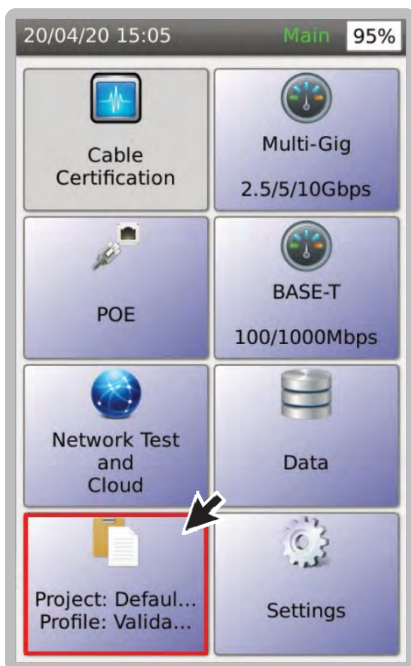 20/04/20 15:05 Main 95%
Cable
Certification
Multi-Gig
2.5/5/10Gbps
POE
BASE-T
100/1000Mbps
Network Test
and
Cloud
Data
Project: Defaul...
Profile: Valida...
Settings